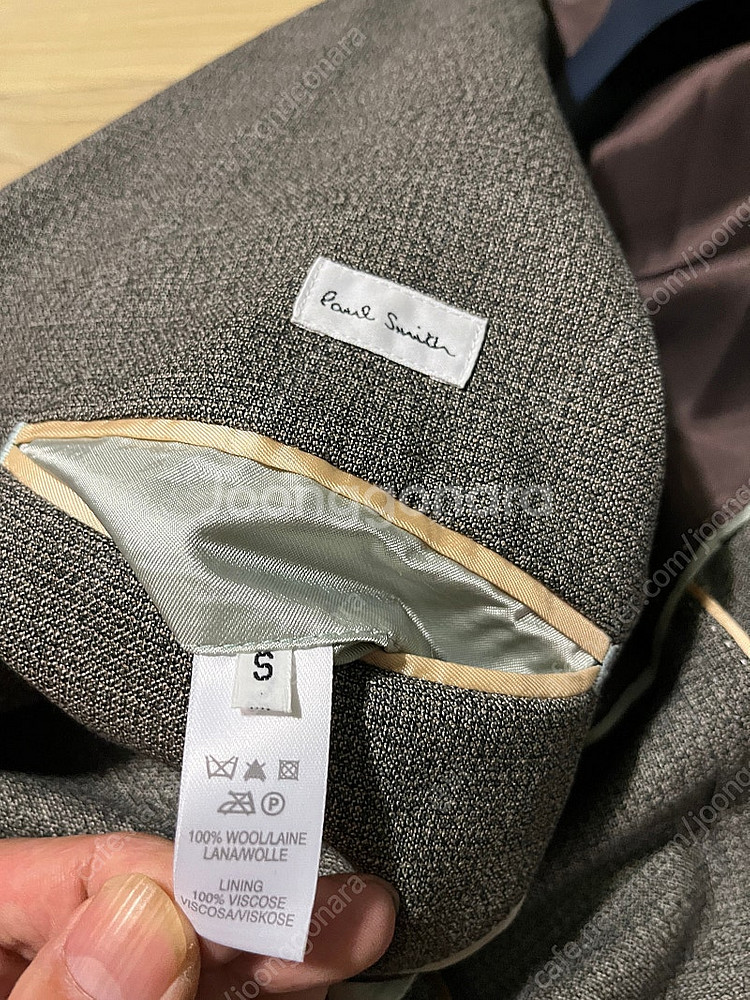 Paul Smith
joonggonara
S
P
100% WOOL/LAINE
LANA/WOLLE
LINING
100% VISCOSE
VISCOSA/VISKOSE